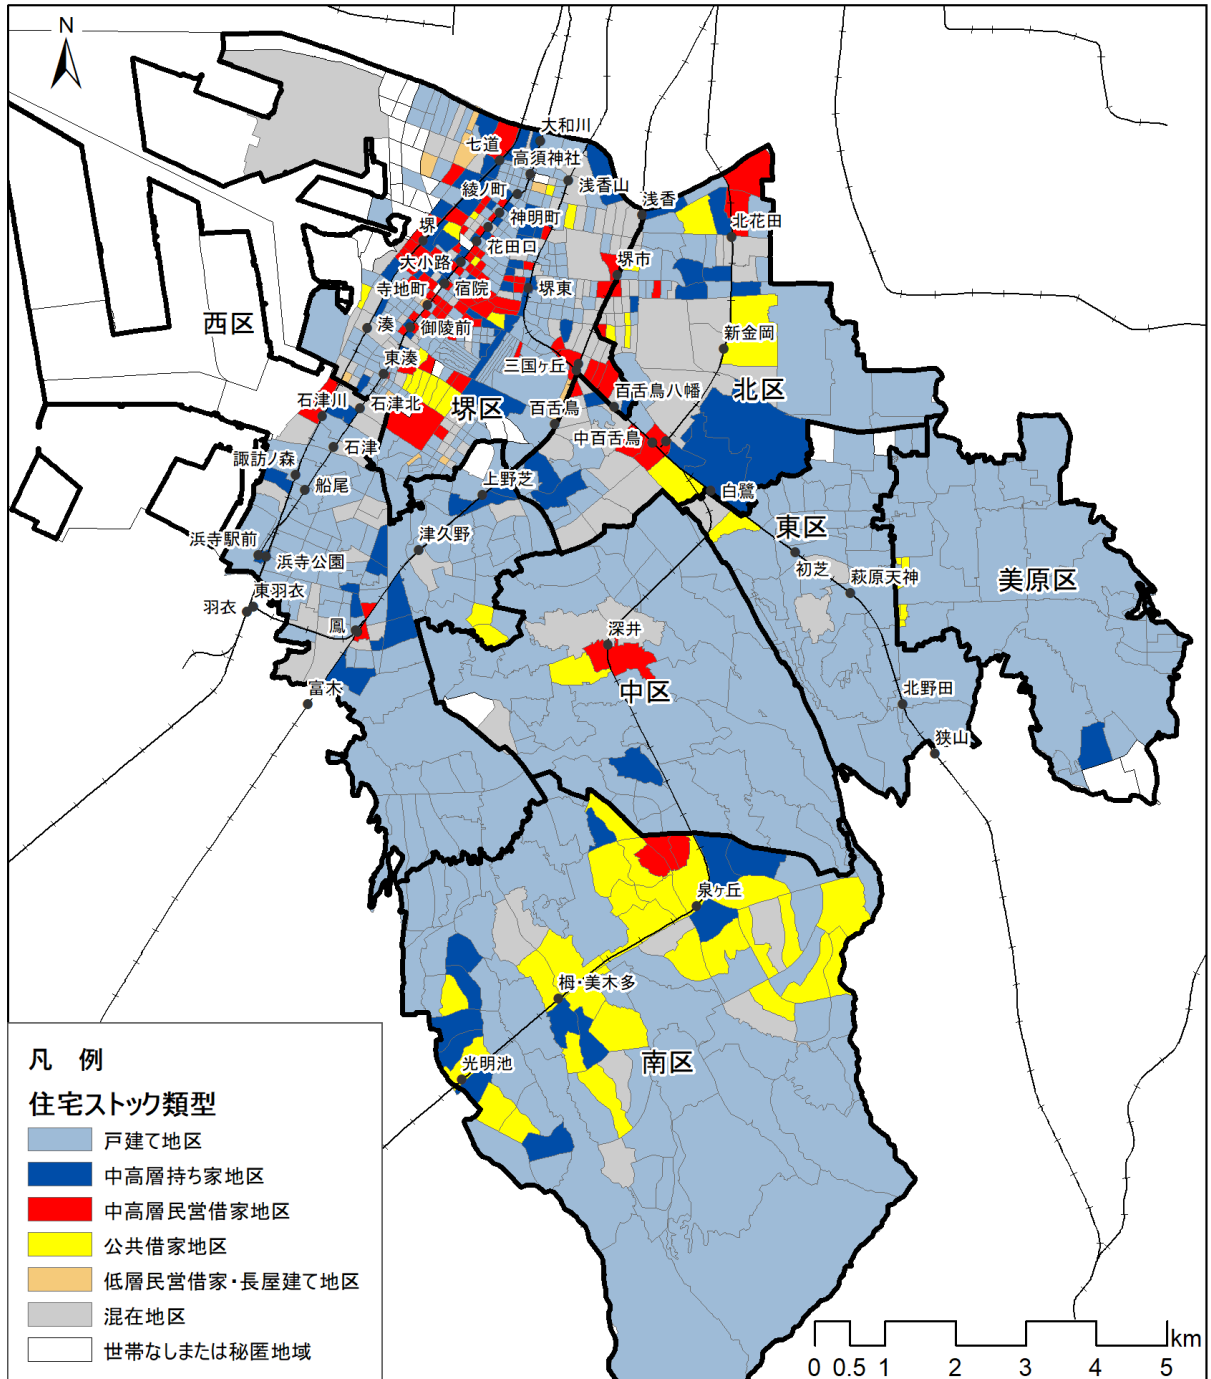 N
大和川
七道
高須神社
浅香山
綾ノ町
浅香
神明町
北花田
堺
花田口
大小路
堺市
寺地町
宿院
堺東
西区
湊
御陵前
新金岡
東湊
三国ヶ丘
百舌鳥八幡
北区
石津川
石津北
堺区
百舌鳥
中百舌鳥
石津
諏訪ノ森
上野芝
船尾
白鷺
津久野
東区
浜寺駅前
浜寺公園
初芝
萩原天神
美原区
東羽衣
羽衣
鳳
深井
中区
富木
北野田
狭山
泉ヶ丘
栂・美木多
光明池
南区
凡 例
住宅ストック類型
戸建て地区
中高層持ち家地区
中高層民営借家地区
公共借家地区
低層民営借家・長屋建て地区
混在地区
世帯なしまたは秘匿地域
km
0 0.5 1 2 3 4 5